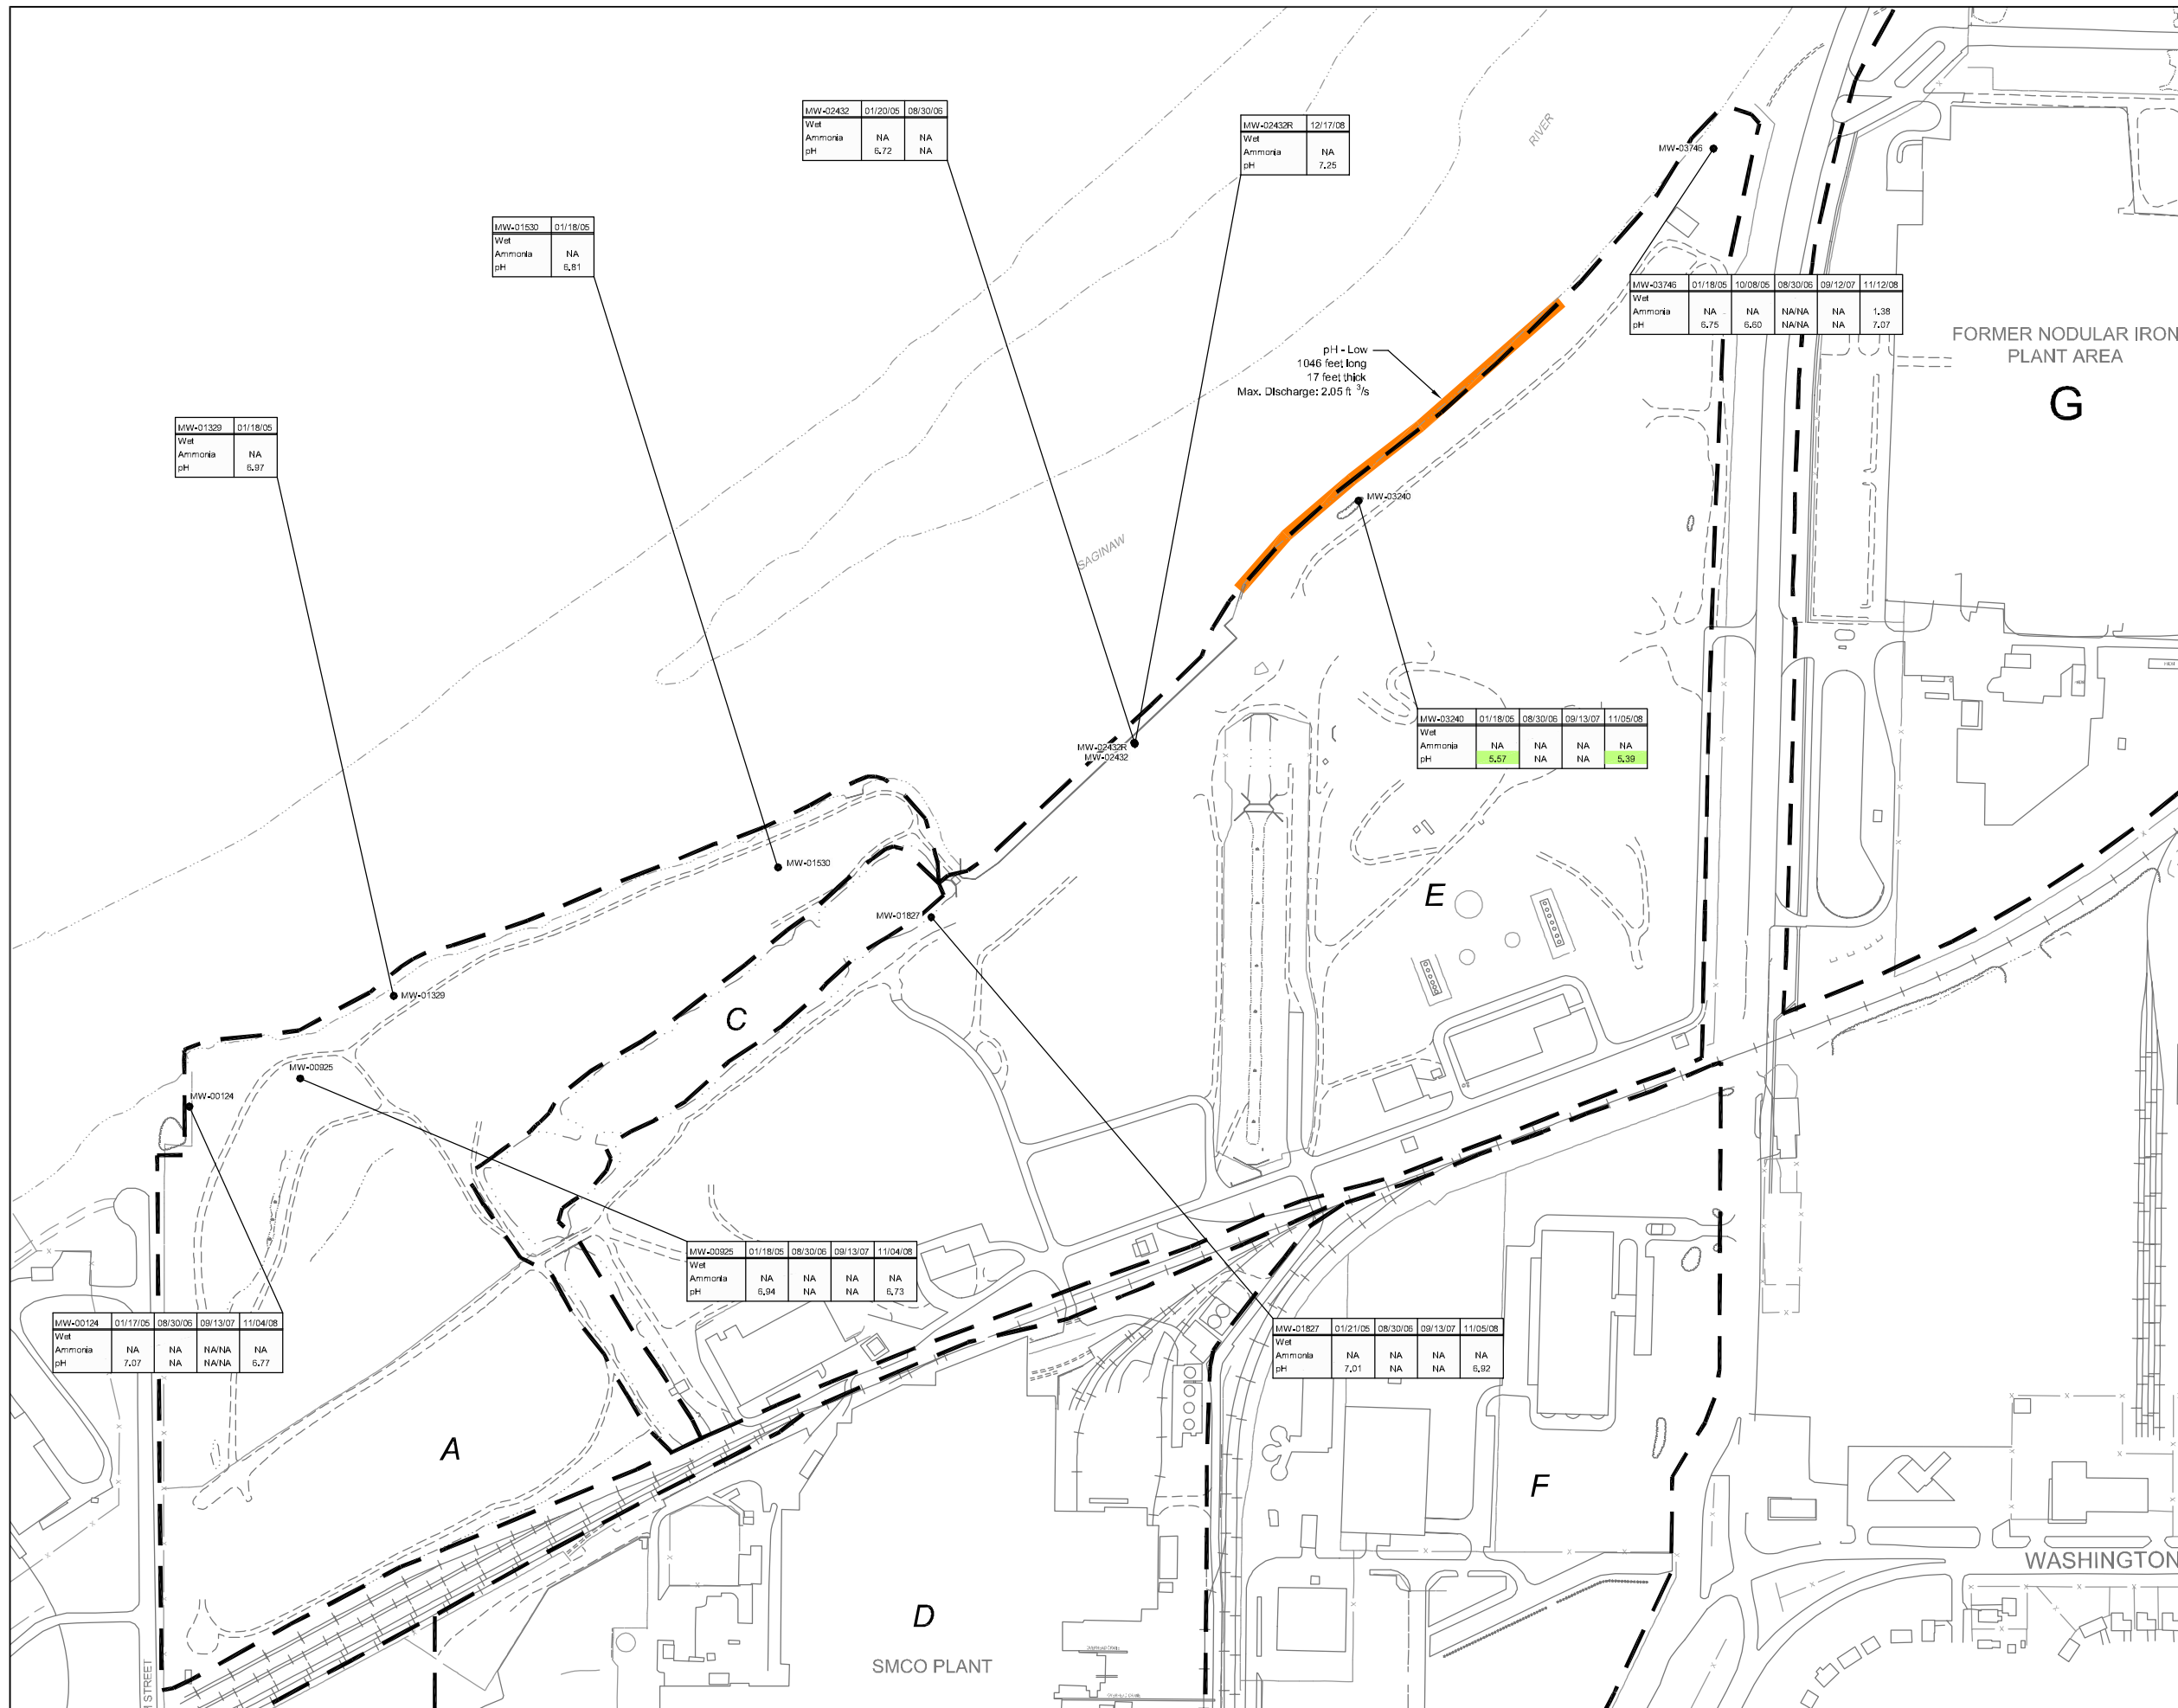 MW-02432 01/20/05 08/30/06
Wet
Ammonia NA NA
pH 6.72 NA
MW-02432R 12/17/08
Wet
Ammonia NA
pH 7.25
RIVER
MW-03746
MW-01530 01/18/05
Wet
Ammonia NA
pH 6.81
MW-03746 01/18/05 10/08/05 08/30/06 09/12/07 11/12/08
Wet
Ammonia NA NA NA/NA NA 1.38
pH 6.75 6.60 NA/NA NA 7.07
FORMER NODULAR IRON
PLANT AREA
G
pH - Low
1046 feet long
17 feet thick
Max. Discharge: 2.05 ft 3/s
MW-01329 01/18/05
Wet
Ammonia NA
pH 6.97
MW-03240
SAGINAW
MW-03240 01/18/05 08/30/06 09/13/07 11/05/08
Wet
Ammonia NA NA NA NA
pH 5.57 NA NA 5.39
MW-02432R
MW-02432
MW-01530
E
MW-01827
MW-01329
C
MW-00925
MW-00124
MW-00925 01/18/05 08/30/06 09/13/07 11/04/08
Wet
Ammonia NA NA NA NA
pH 6.94 NA NA 6.73
MW-00124 01/17/05 08/30/06 09/13/07 11/04/08
Wet
Ammonia NA NA NA/NA NA
pH 7.07 NA NA/NA 6.77
MW-01827 01/21/05 08/30/06 09/13/07 11/05/08
Wet
Ammonia NA NA NA NA
pH 7.01 NA NA 6.92
A
F
WASHINGTON
D
SMCO PLANT
STREET